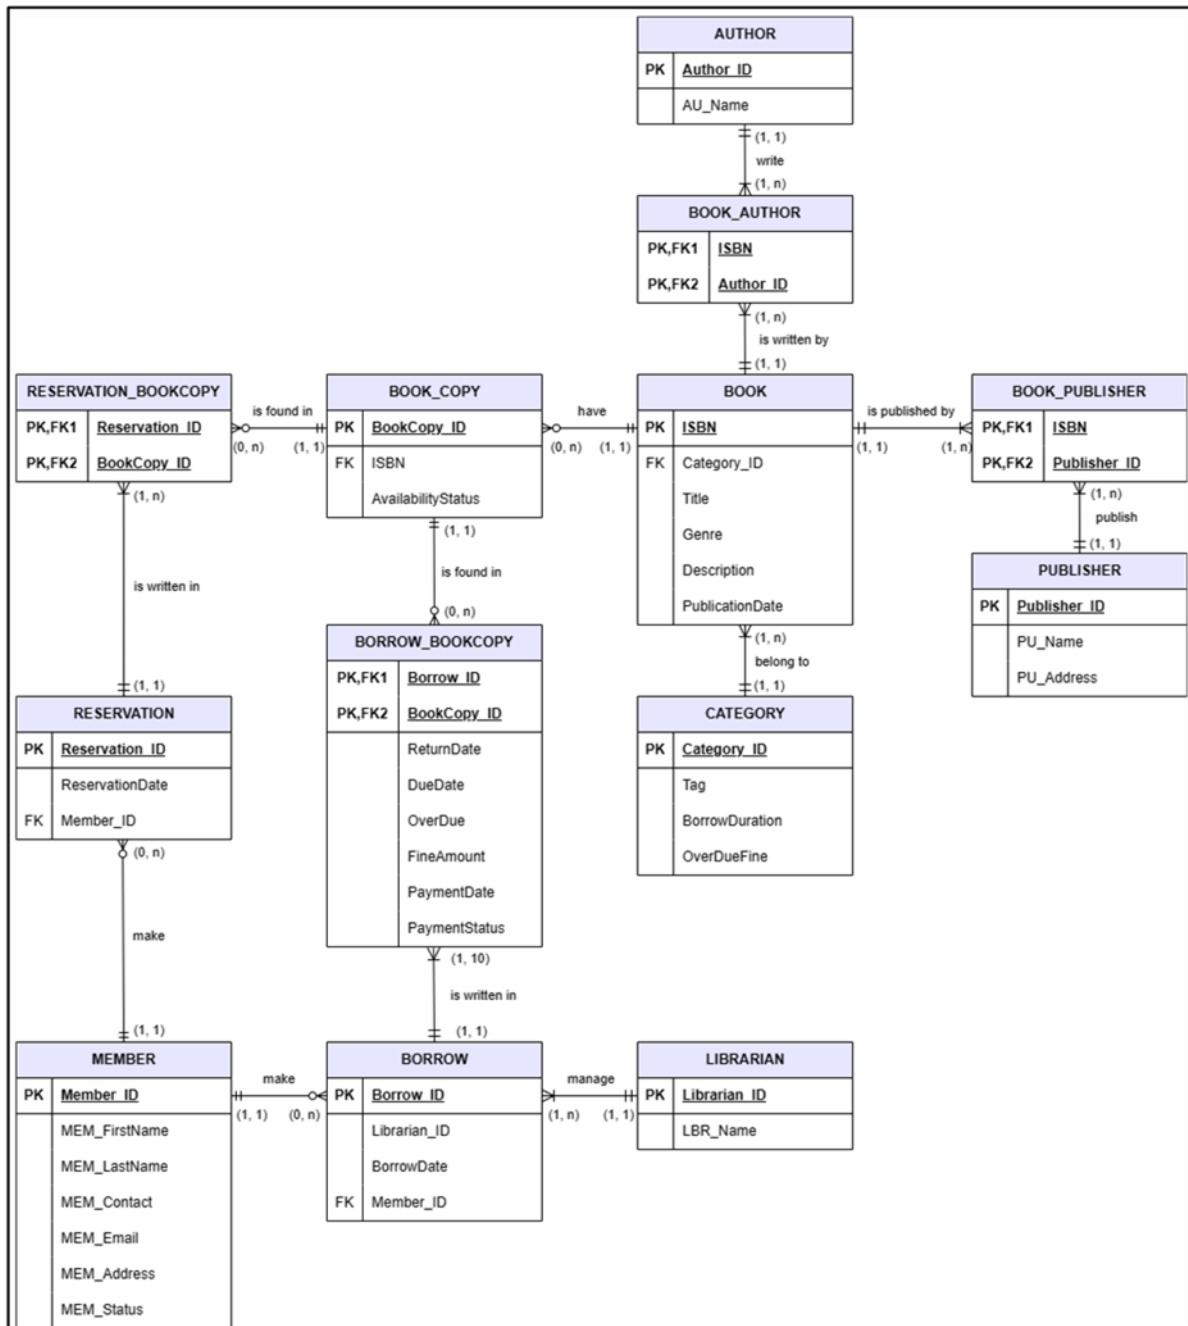 AUTHOR
PK Author_ID
AU_Name
(1, 1)
write
(1, n)
BOOK_AUTHOR
PK,FK1 ISBN
PK,FK2 Author_ID
(1, n)
is written by
(1, 1)
RESERVATION_BOOKCOPY
PK,FK1 Reservation_ID
PK,FK2 BookCopy_ID
is found in
(0, n) (1, 1)
BOOK_COPY
PK BookCopy_ID
FK ISBN
AvailabilityStatus
have
(0, n) (1, 1)
BOOK
PK ISBN
FK Category_ID
Title
Genre
Description
PublicationDate
is published by
(1, 1) (1, n)
BOOK_PUBLISHER
PK,FK1 ISBN
PK,FK2 Publisher_ID
(1, n)
publish
(1, 1)
PUBLISHER
PK Publisher_ID
PU_Name
PU_Address
(1, n)
is written in
(1, 1)
(1, 1)
is found in
(0, n)
BORROW_BOOKCOPY
PK,FK1 Borrow_ID
PK,FK2 BookCopy_ID
ReturnDate
DueDate
OverDue
FineAmount
PaymentDate
PaymentStatus
(1, n)
belong to
(1, 1)
CATEGORY
PK Category_ID
Tag
BorrowDuration
OverDueFine
RESERVATION
PK Reservation_ID
ReservationDate
FK Member_ID
(0, n)
make
(1, 1)
(1, 10)
is written in
(1, 1)
MEMBER
PK Member_ID
MEM_FirstName
MEM_LastName
MEM_Contact
MEM_Email
MEM_Address
MEM_Status
make
(1, 1) (0, n)
BORROW
PK Borrow_ID
Librarian_ID
BorrowDate
FK Member_ID
manage
(1, n) (1, 1)
LIBRARIAN
PK Librarian_ID
LBR_Name